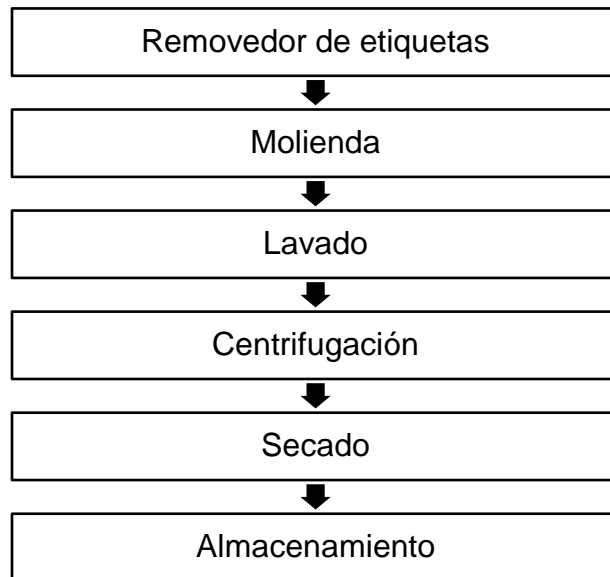 Removedor de etiquetas
Molienda
Lavado
Centrifugación
Secado
Almacenamiento